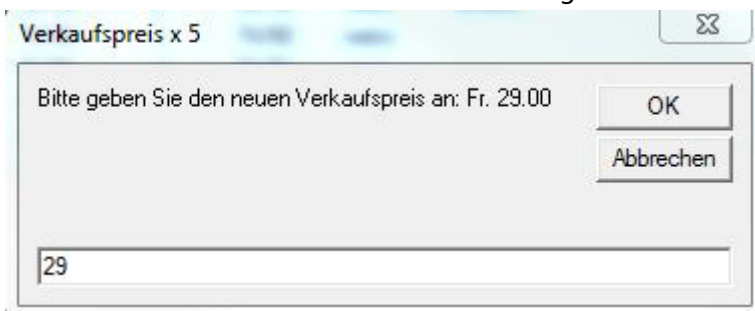 Verkaufspreis x 5
Bitte geben Sie den neuen Verkaufspreis an: Fr. 29.00
OK
Abbrechen
29